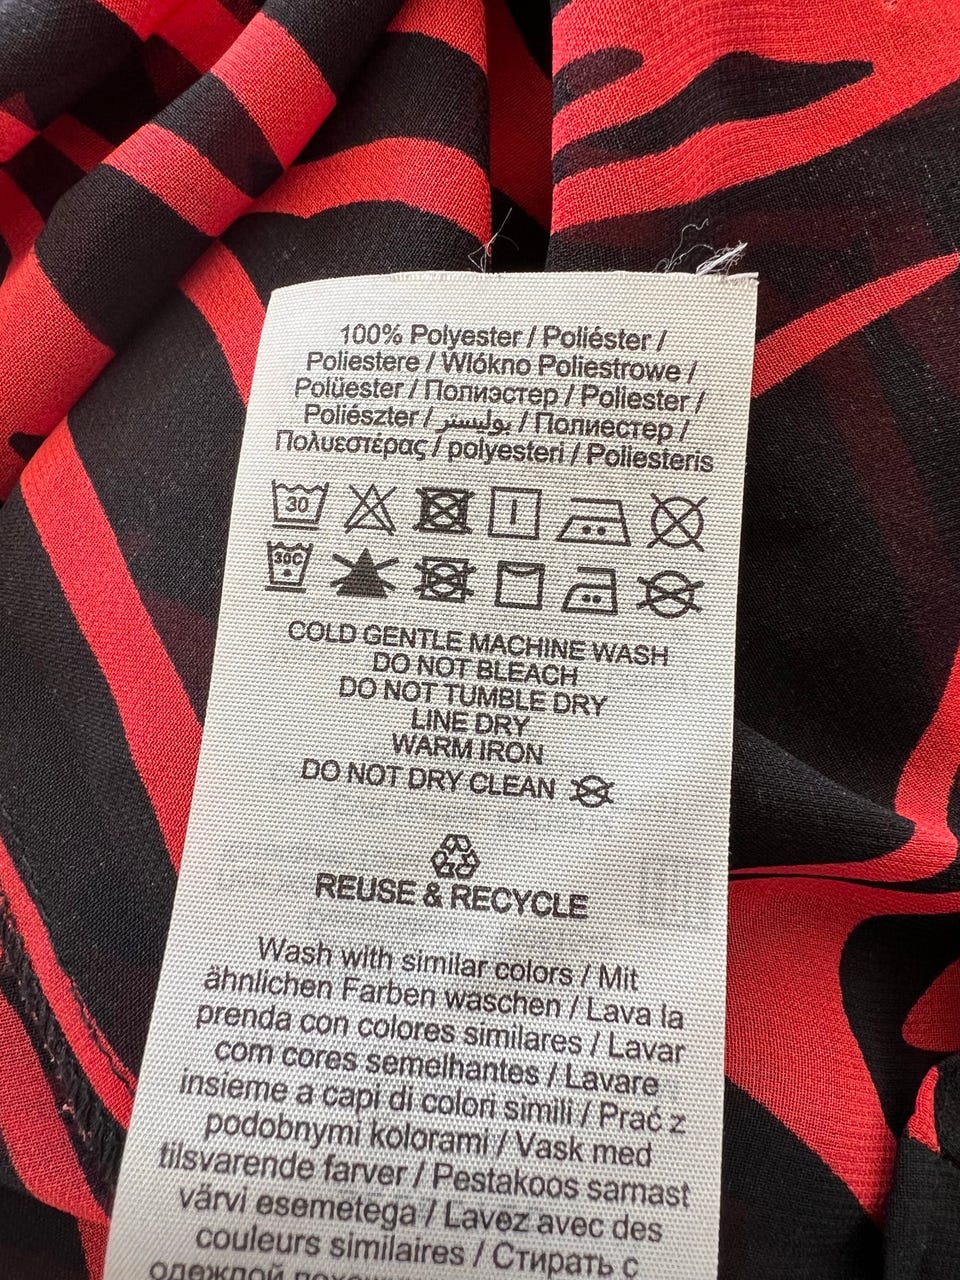 100% Polyester / Poliéster /
Poliestere / Wlókno Poliestrowe /
Polüester / Полиэстер / Poliester /
Poliészter / بوليستر / Полиестер /
Πολυεστέρας / polyesteri / Poliesteris
30
30C
COLD GENTLE MACHINE WASH
DO NOT BLEACH
DO NOT TUMBLE DRY
LINE DRY
WARM IRON
DO NOT DRY CLEAN
REUSE & RECYCLE
Wash with similar colors / Mit
ähnlichen Farben waschen / Lava la
prenda con colores similares / Lavar
com cores semelhantes / Lavare
insieme a capi di colori simili / Prać z
podobnymi kolorami / Vask med
tilsvarende farver / Pestakoos sarnast
värvi esemetega / Lavez avec des
couleurs similaires / Стирать с
одеждой